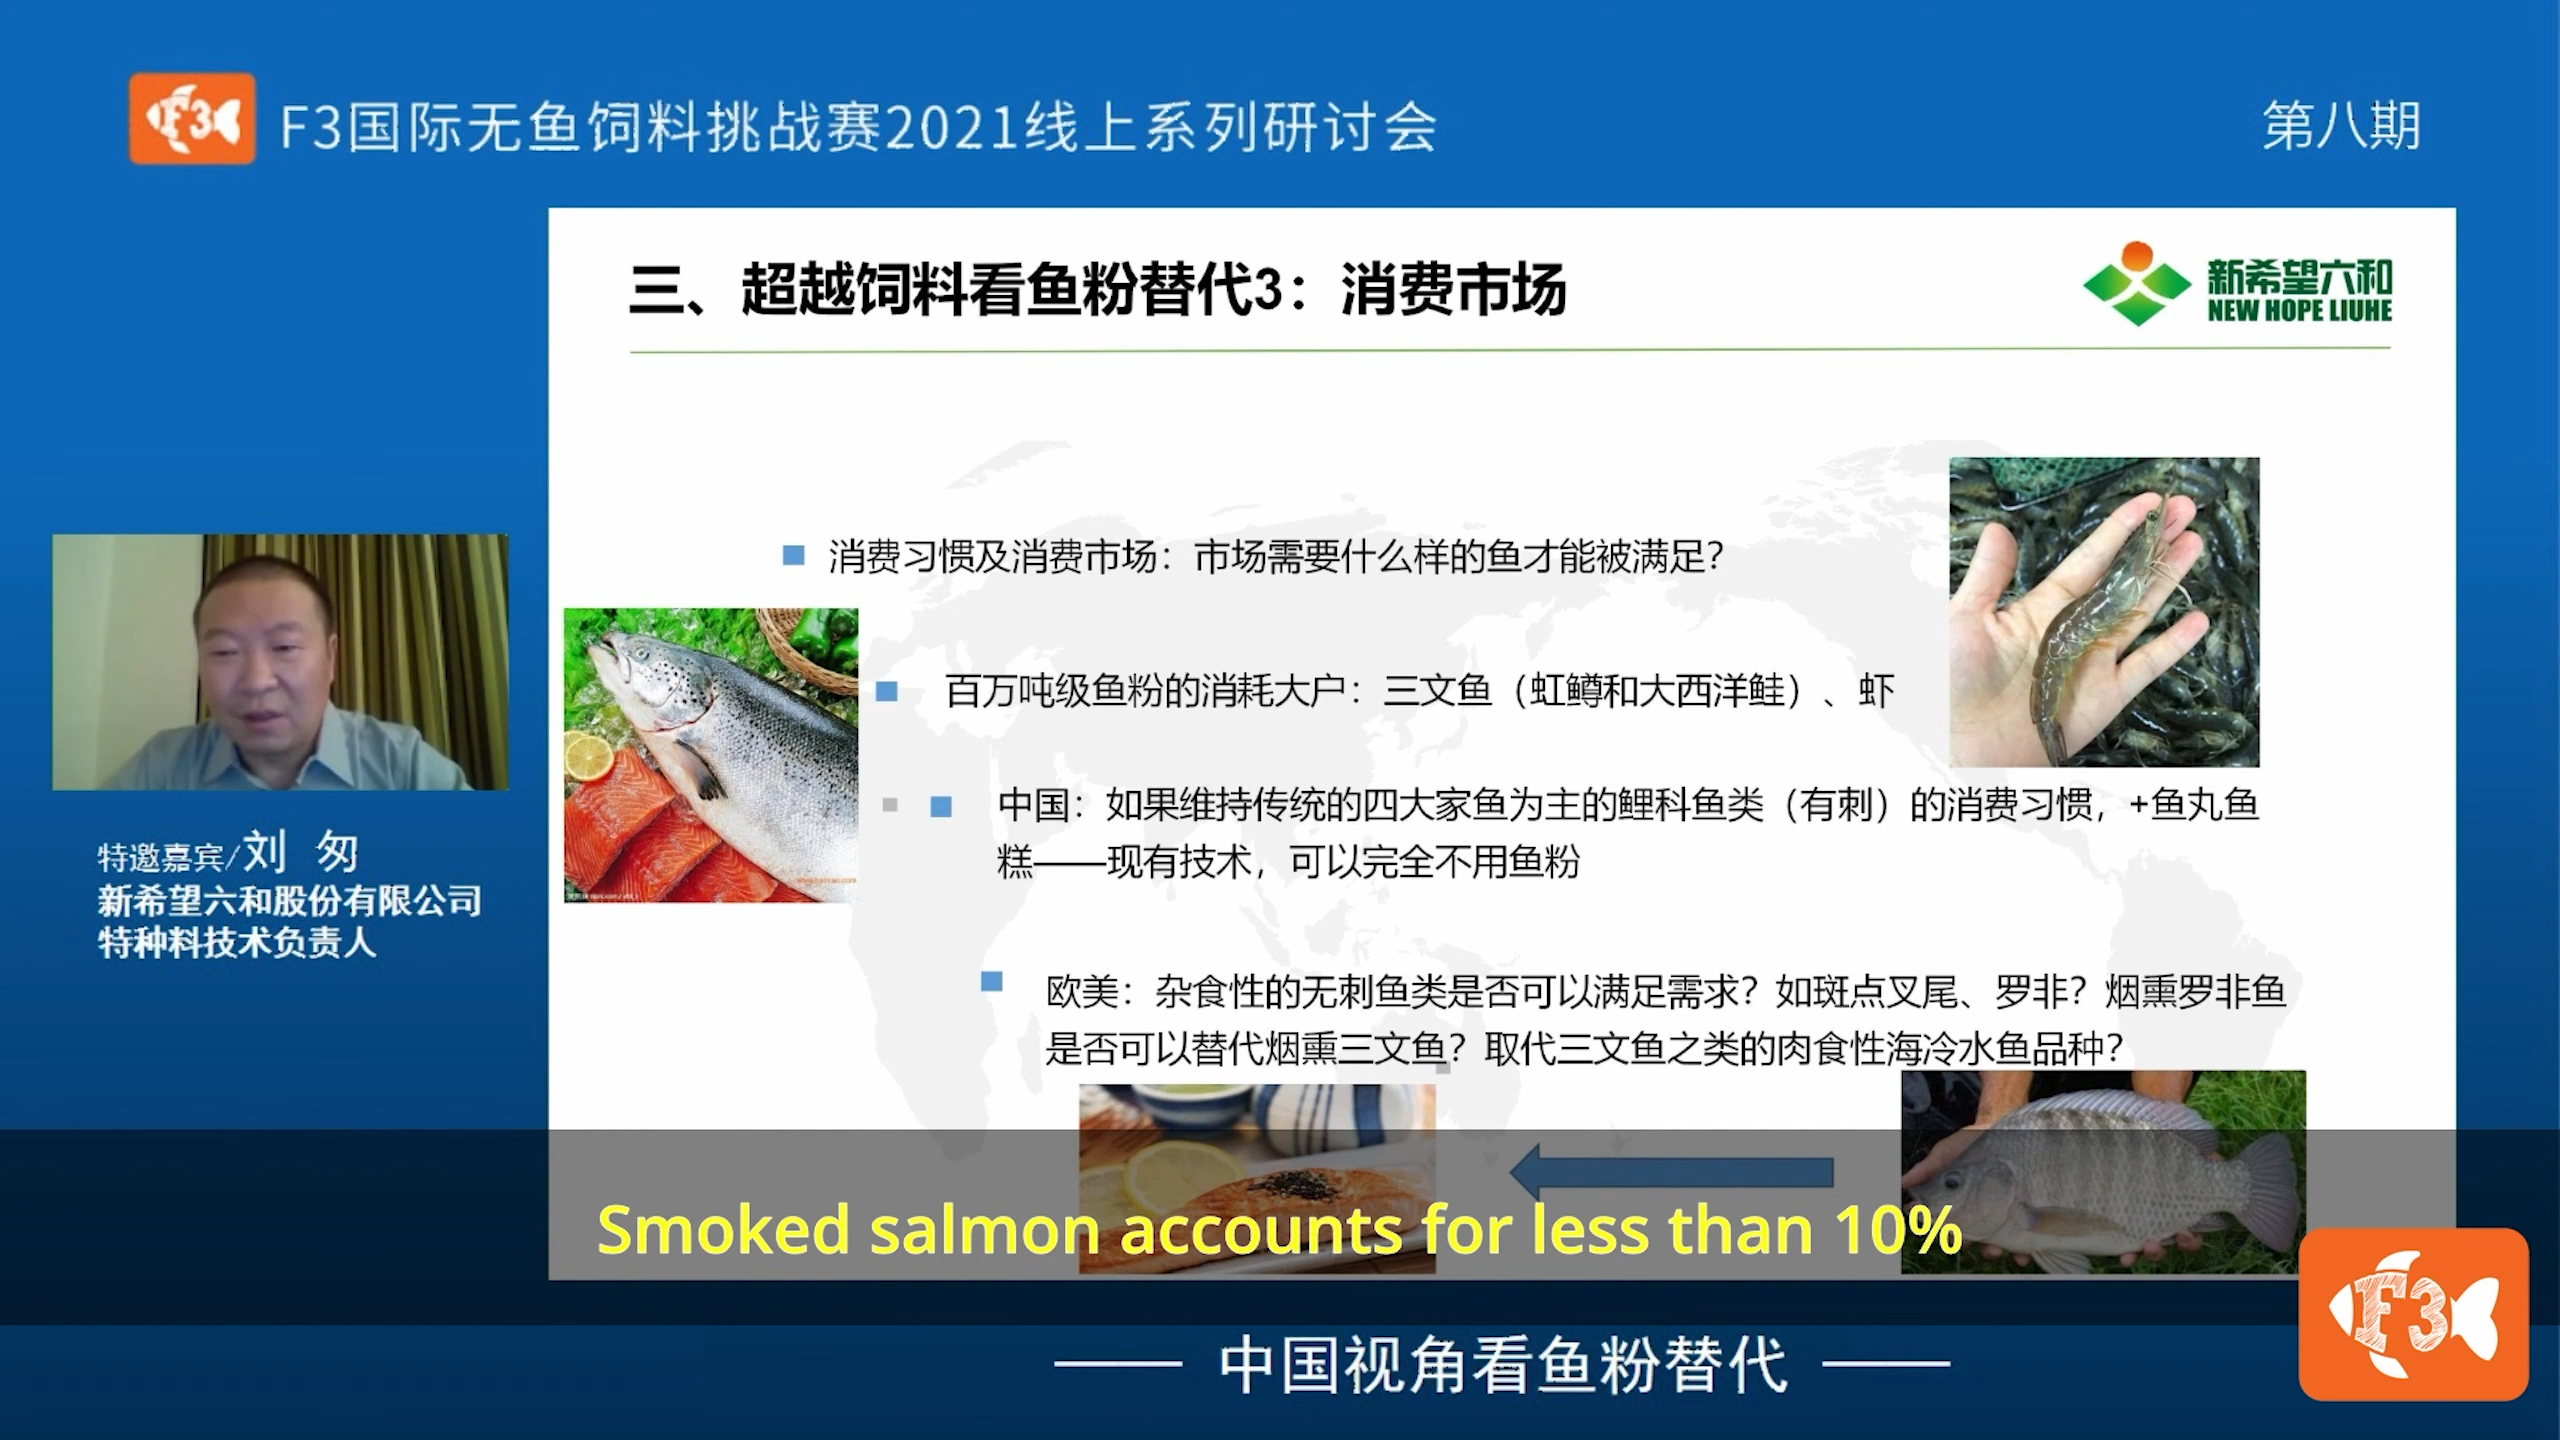 F3
F3国际无鱼饲料挑战赛2021线上系列研讨会
第八期
三、超越饲料看鱼粉替代3：消费市场
新希望六和
NEW HOPE LIUHE
消费习惯及消费市场：市场需要什么样的鱼才能被满足？
百万吨级鱼粉的消耗大户：三文鱼（虹鳟和大西洋鲑）、虾
中国：如果维持传统的四大家鱼为主的鲤科鱼类（有刺）的消费习惯，+鱼丸鱼
糕——现有技术，可以完全不用鱼粉
欧美：杂食性的无刺鱼类是否可以满足需求？如斑点叉尾、罗非？烟熏罗非鱼
是否可以替代烟熏三文鱼？取代三文鱼之类的肉食性海冷水鱼品种？
特邀嘉宾/刘 匆
新希望六和股份有限公司
特种料技术负责人
Smoked salmon accounts for less than 10%
中国视角看鱼粉替代
F3